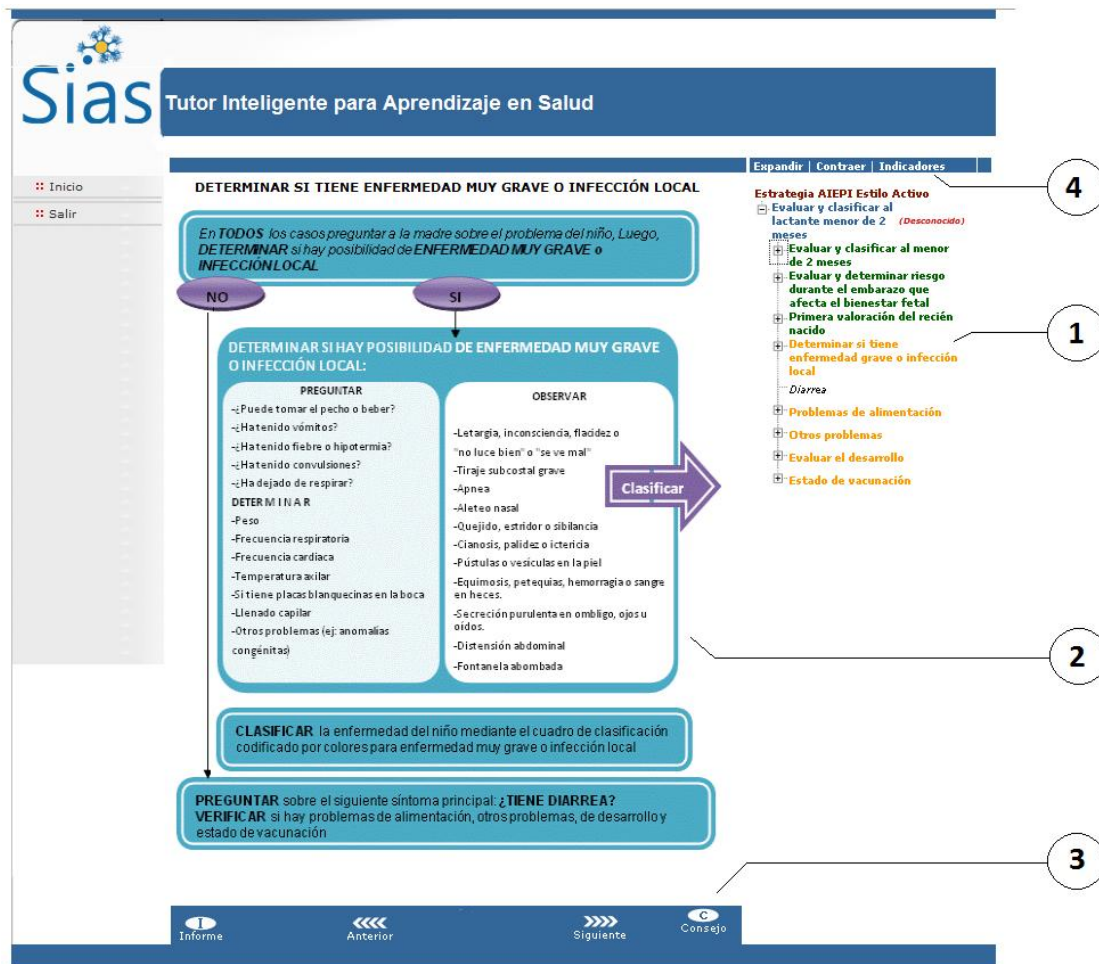 Sias
Tutor Inteligente para Aprendizaje en Salud
:: Inicio
:: Salir
DETERMINAR SI TIENE ENFERMEDAD MUY GRAVE O INFECCIÓN LOCAL
En TODOS los casos preguntar a la madre sobre el problema del niño, Luego,
DETERMINAR si hay posibilidad de ENFERMEDAD MUY GRAVE o
INFECCIÓN LOCAL
NO
SI
DETERMINAR SI HAY POSIBILIDAD DE ENFERMEDAD MUY GRAVE
O INFECCIÓN LOCAL:
PREGUNTAR
-¿Puede tomar el pecho o beber?
-¿Ha tenido vómitos?
-¿Ha tenido fiebre o hipotermia?
-¿Ha tenido convulsiones?
-¿Ha dejado de respirar?
DETERMINAR
-Peso
-Frecuencia respiratoria
-Frecuencia cardiaca
-Temperatura axilar
-Si tiene placas blanquecinas en la boca
-Llenado capilar
-Otros problemas (ej: anomalías
congénitas)
OBSERVAR
-Letargia, inconsciencia, flacidez o
"no luce bien" o "se ve mal"
-Tiraje subcostal grave
-Apnea
-Aleteo nasal
-Quejido, estridor o sibilancia
-Cianosis, palidez o ictericia
-Pústulas o vesículas en la piel
-Equimosis, petequias, hemorragia o sangre
en heces.
-Secreción purulenta en ombligo, ojos u
oídos.
-Distensión abdominal
-Fontanela abombada
Clasificar
CLASIFICAR la enfermedad del niño mediante el cuadro de clasificación
codificado por colores para enfermedad muy grave o infección local
PREGUNTAR sobre el siguiente síntoma principal: ¿TIENE DIARREA?
VERIFICAR si hay problemas de alimentación, otros problemas, de desarrollo y
estado de vacunación
I
Informe
Anterior
Siguiente
C
Consejo
Expandir | Contraer | Indicadores
Estrategia AIEPI Estilo Activo
Evaluar y clasificar al
lactante menor de 2 (Desconocido)
meses
Evaluar y clasificar al menor
de 2 meses
Evaluar y determinar riesgo
durante el embarazo que
afecta el bienestar fetal
Primera valoración del recién
nacido
Determinar si tiene
enfermedad grave o infección
local
Diarrea
Problemas de alimentación
Otros problemas
Evaluar el desarrollo
Estado de vacunación
4
1
2
3